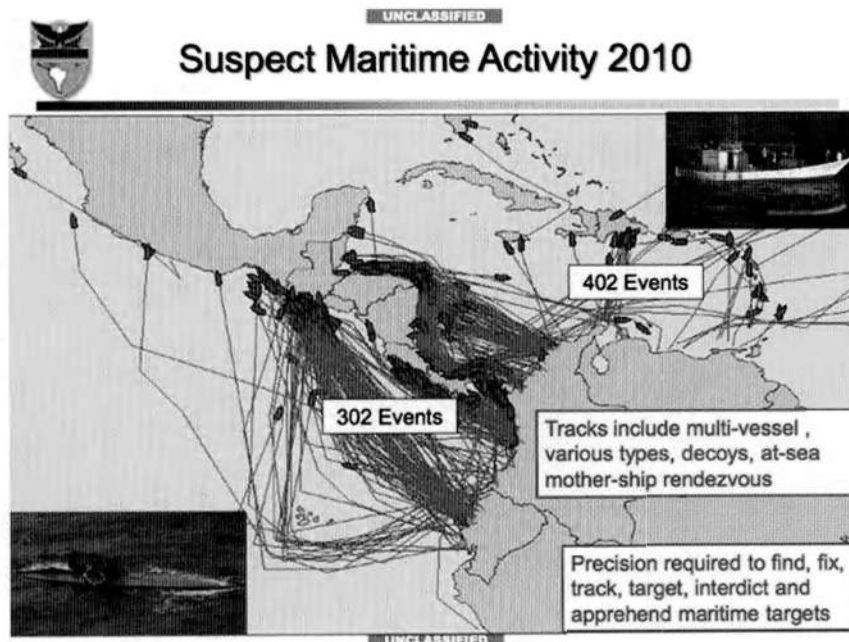 UNCLASSIFIED
Suspect Maritime Activity 2010
402 Events
302 Events
Tracks include multi-vessel ,
various types, decoys, at-sea
mother-ship rendezvous
Precision required to find, fix,
track, target, interdict and
apprehend maritime targets
UNCLASSIFIED